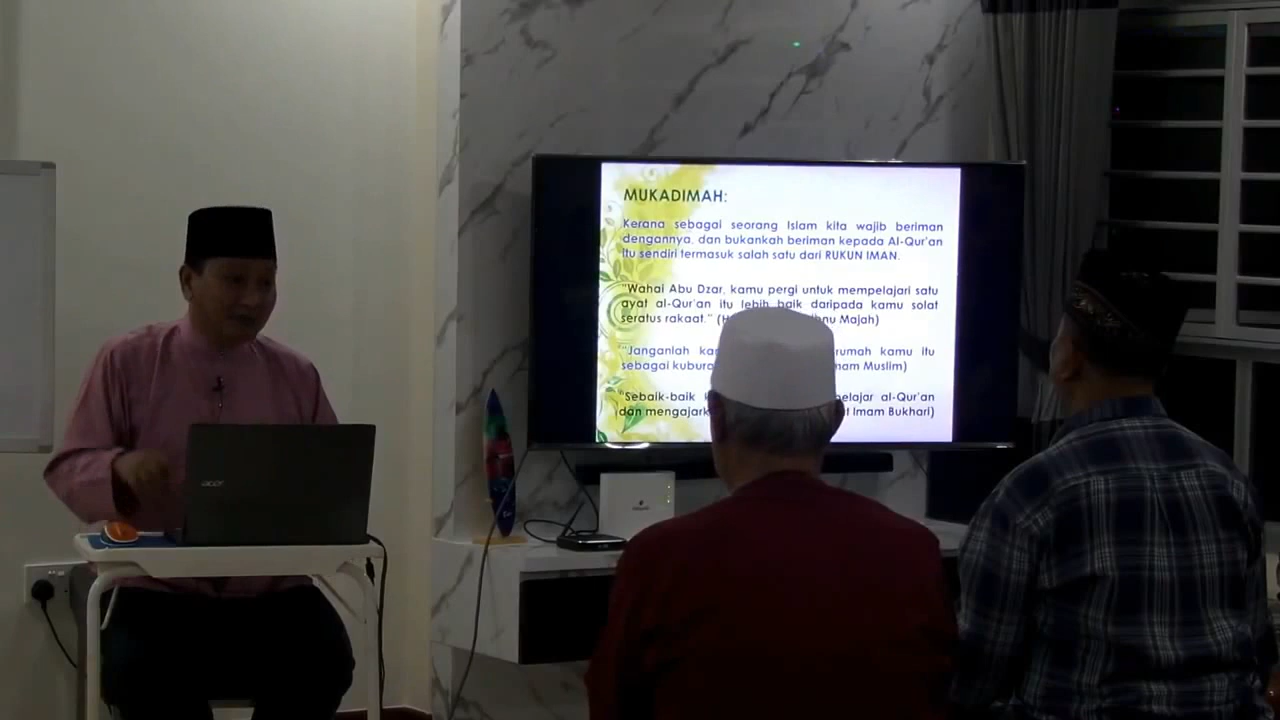 MUKADIMAH:
Kerana sebagai seorang Islam kita wajib beriman
dengannya, dan bukankah beriman kepada Al-Qur'an
itu sendiri termasuk salah satu dari RUKUN IMAN.
"Wahai Abu Dzar, kamu pergi untuk mempelajari satu
ayat al-Qur'an itu lebih baik daripada kamu solat
seratus rakaat." (H Ibnu Majah)
"Janganlah rumah kamu itu
sebagai Imam Muslim)
"Sebaik-baik al-Qur'an
dan Imam Bukhari)
acer